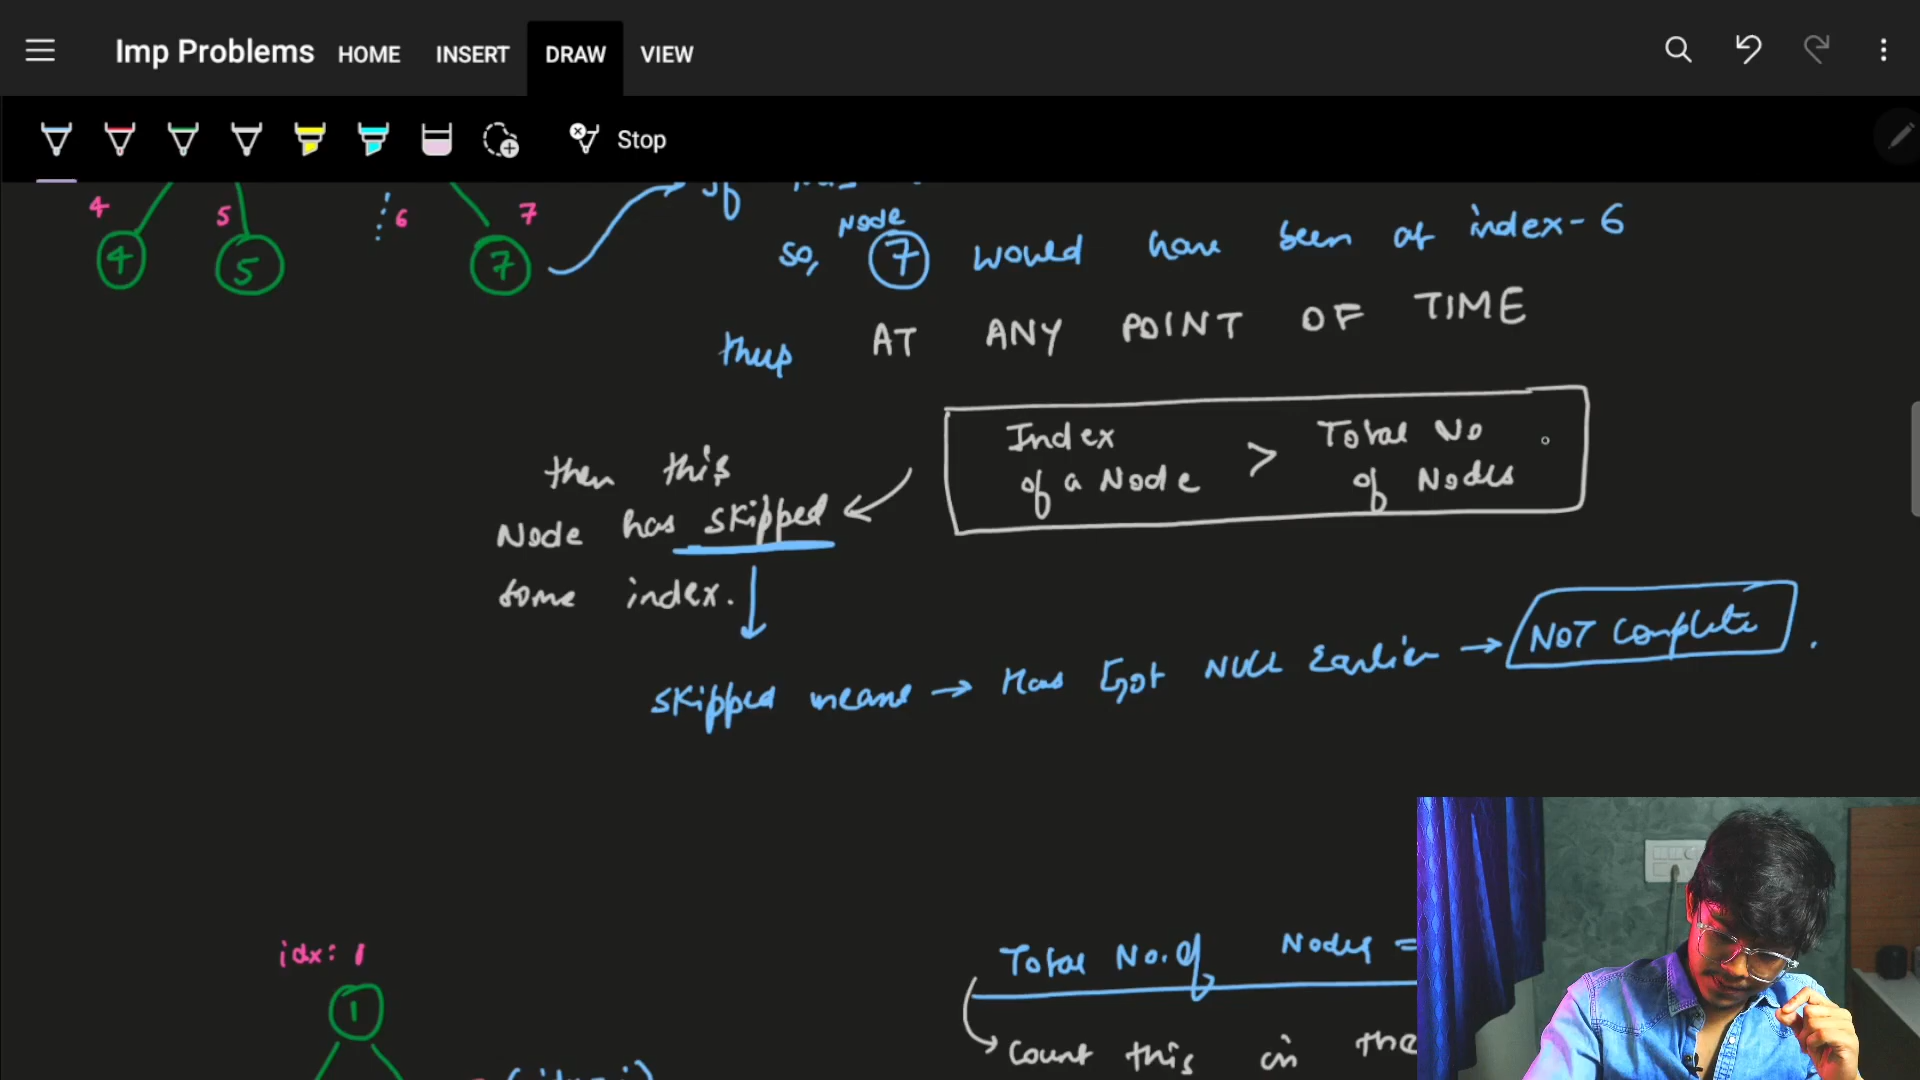 Imp Problems HOME INSERT DRAW VIEW
Stop
4 5 6 7
4 5 7
Node
so, 7 would have been at index-6
thus AT ANY POINT OF TIME
Index of a Node > Total No of Nodes
then this
Node has skipped
some index.
skipped means → Has Got NULL Earlier → NOT Complete.
idx: 1
1
Total No. of Nodes =
Count this in the